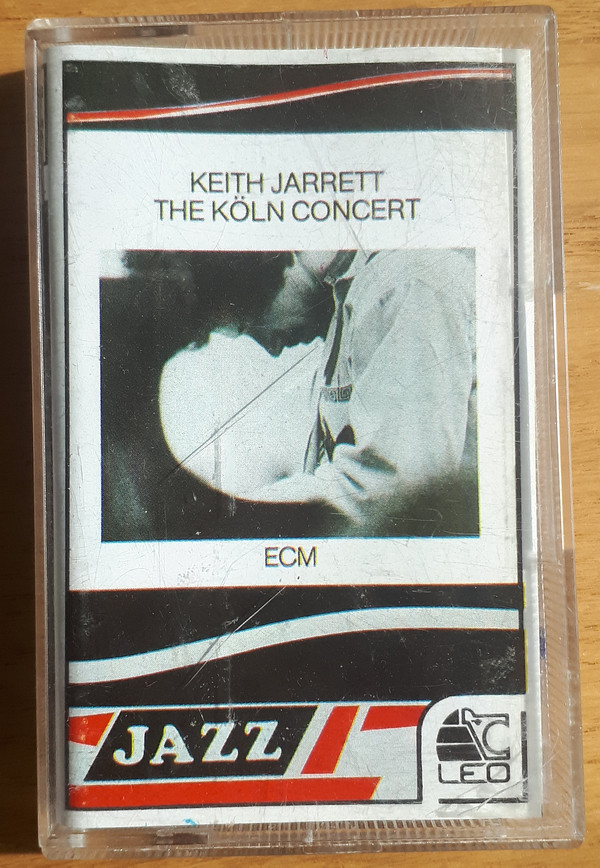 KEITH JARRETT
THE KÖLN CONCERT
ECM
JAZZ
LEO